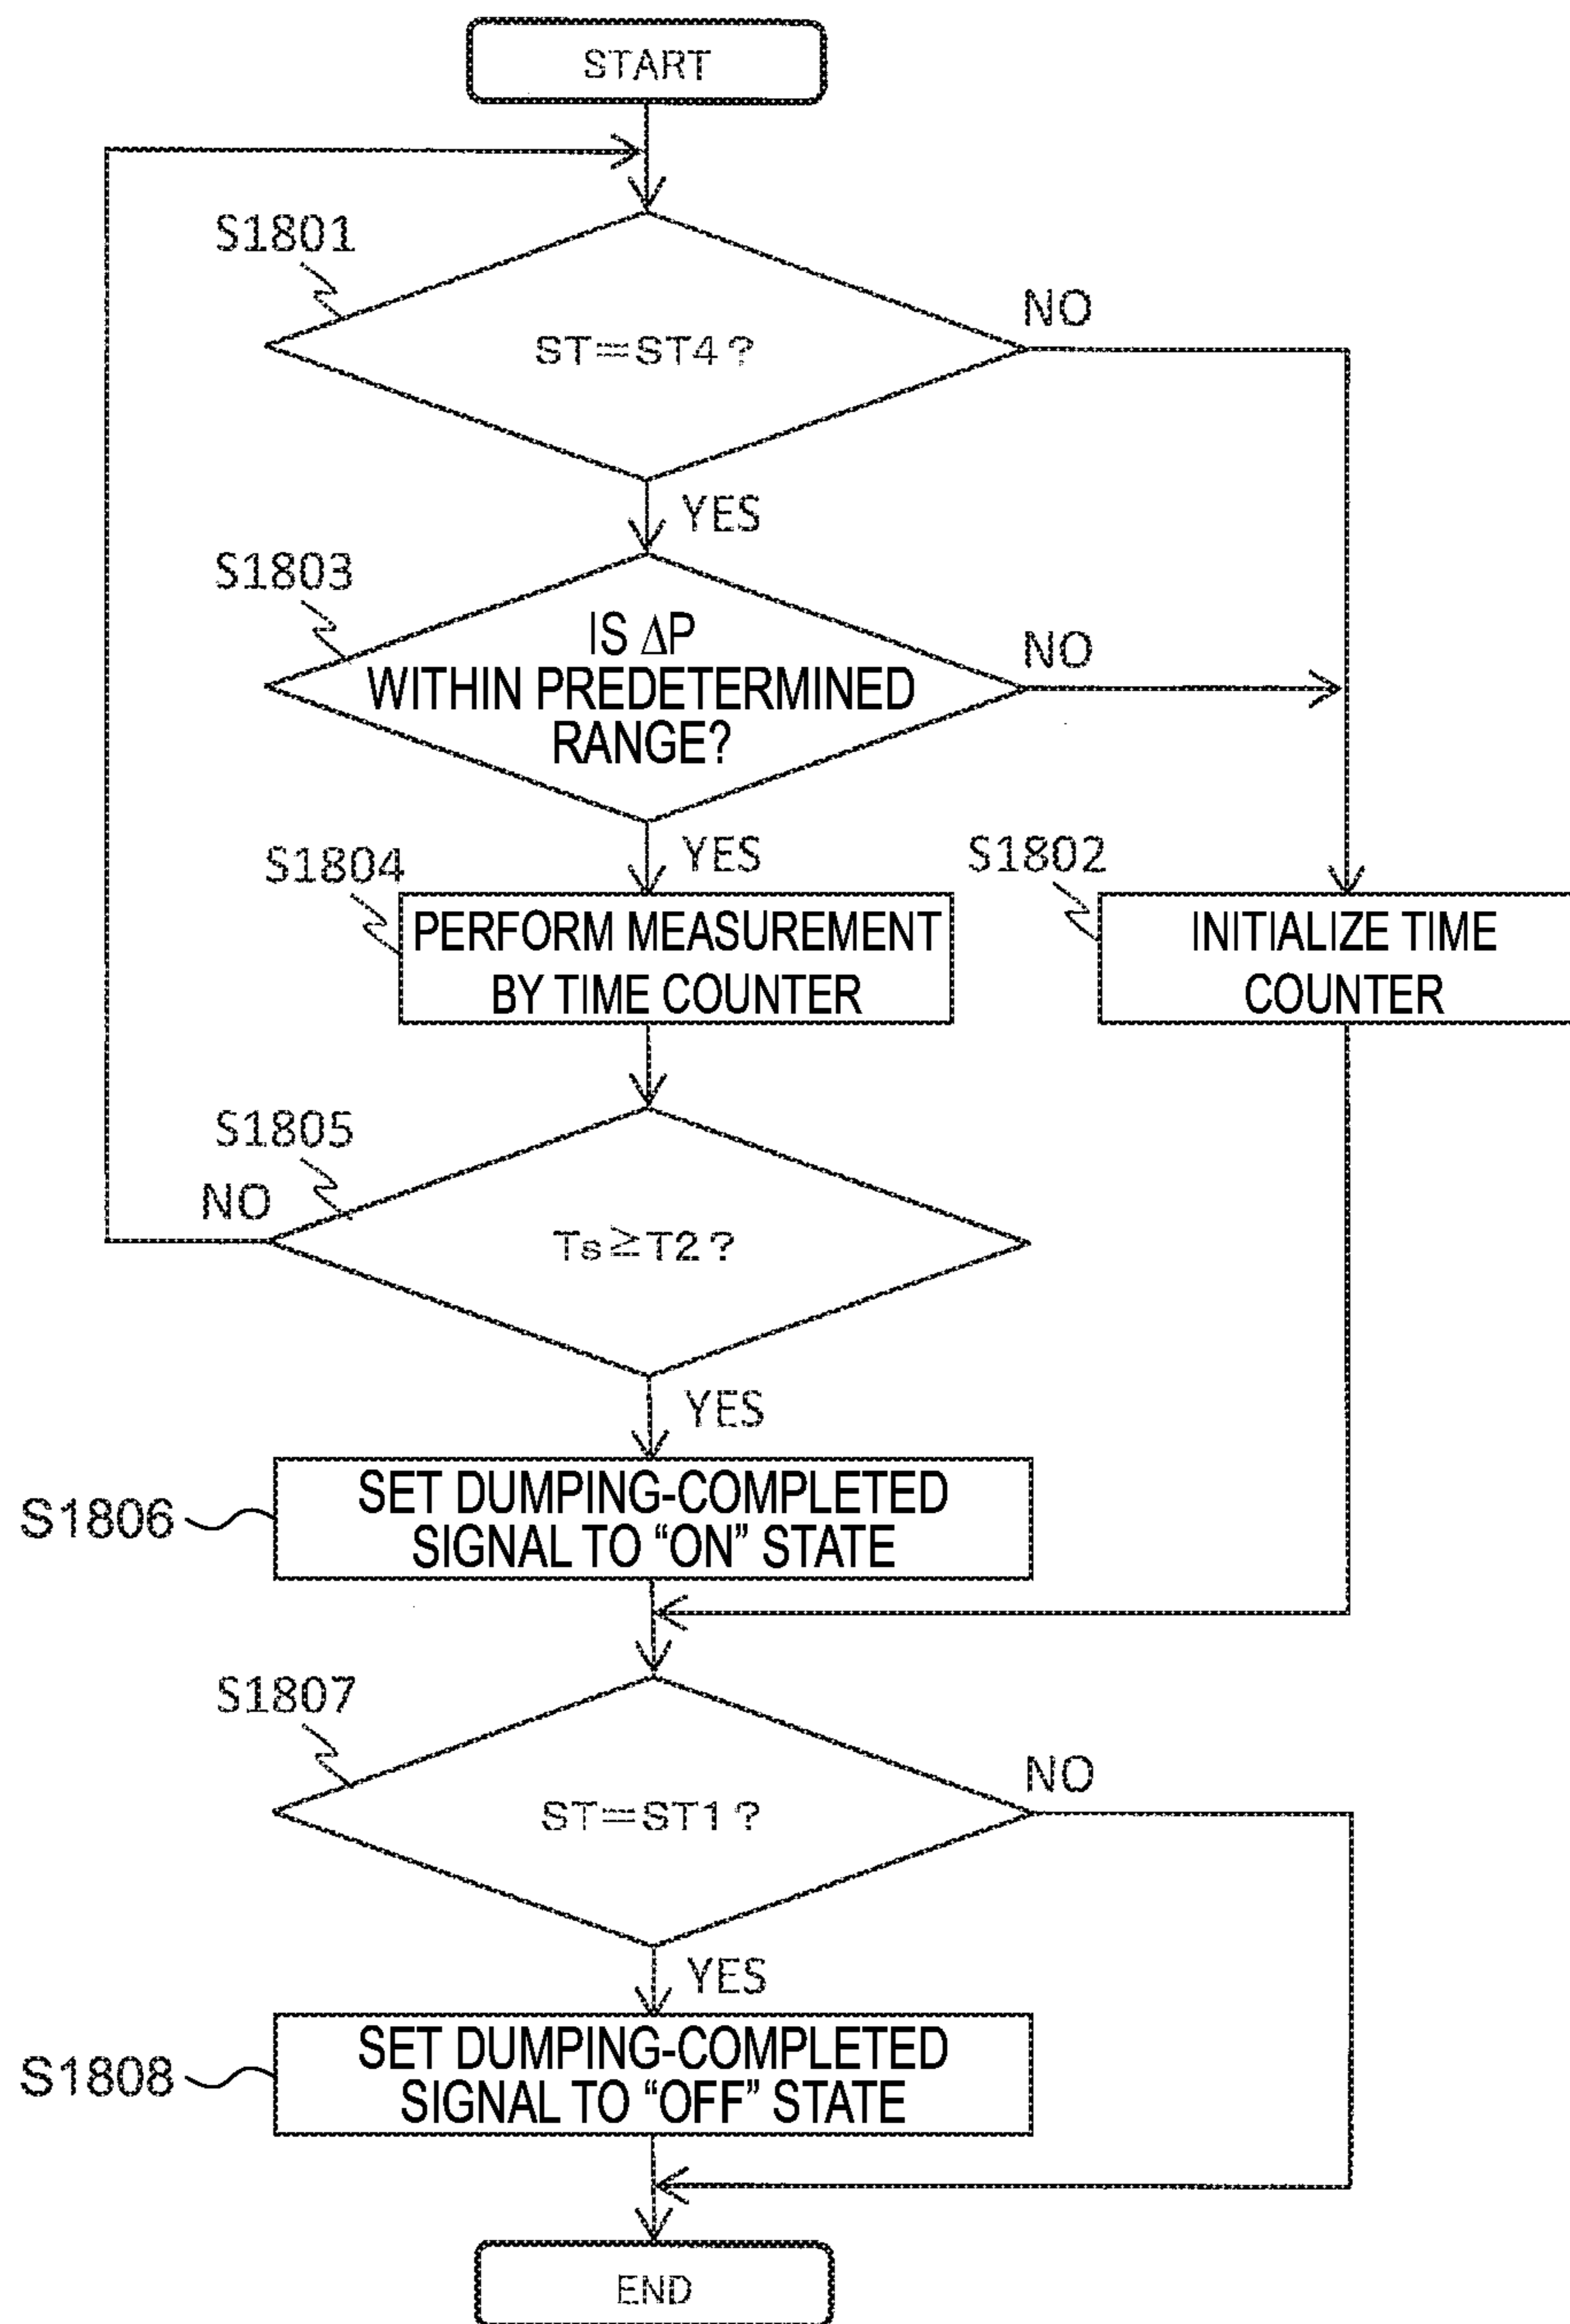 START
S1801
ST=ST4?
NO
YES
S1803
IS ΔP
WITHIN PREDETERMINED
RANGE?
NO
YES
S1804
PERFORM MEASUREMENT
BY TIME COUNTER
S1802
INITIALIZE TIME
COUNTER
S1805
NO
Ts≧T2?
YES
S1806
SET DUMPING-COMPLETED
SIGNAL TO “ON” STATE
S1807
ST=ST1?
NO
YES
S1808
SET DUMPING-COMPLETED
SIGNAL TO “OFF” STATE
END